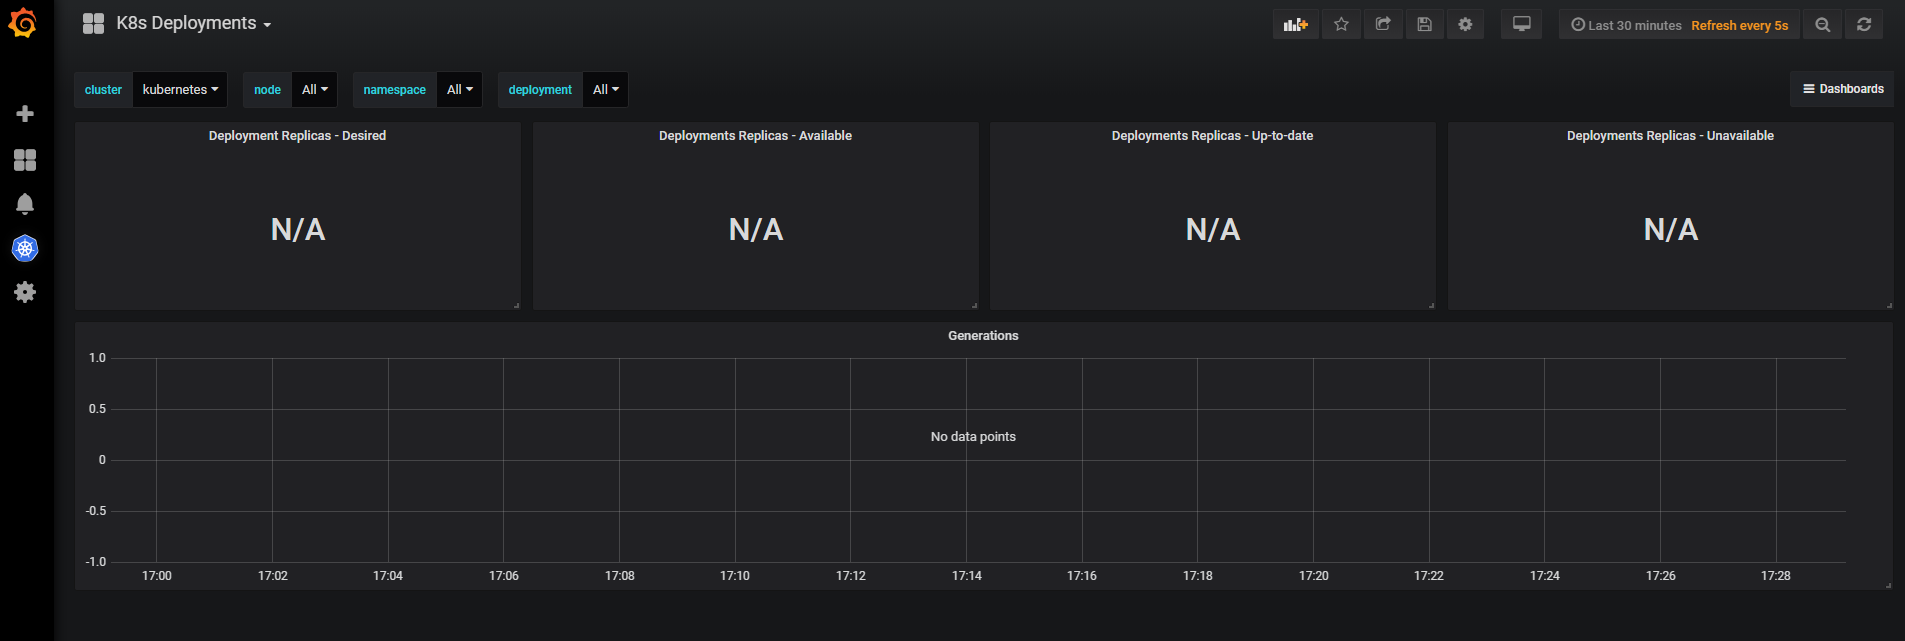 K8s Deployments
Last 30 minutes Refresh every 5s
cluster kubernetes node All namespace All deployment All Dashboards
Deployment Replicas - Desired Deployments Replicas - Available Deployments Replicas - Up-to-date Deployments Replicas - Unavailable
N/A N/A N/A N/A
Generations
1.0
0.5
No data points
0
-0.5
-1.0
17:00 17:02 17:04 17:06 17:08 17:10 17:12 17:14 17:16 17:18 17:20 17:22 17:24 17:26 17:28